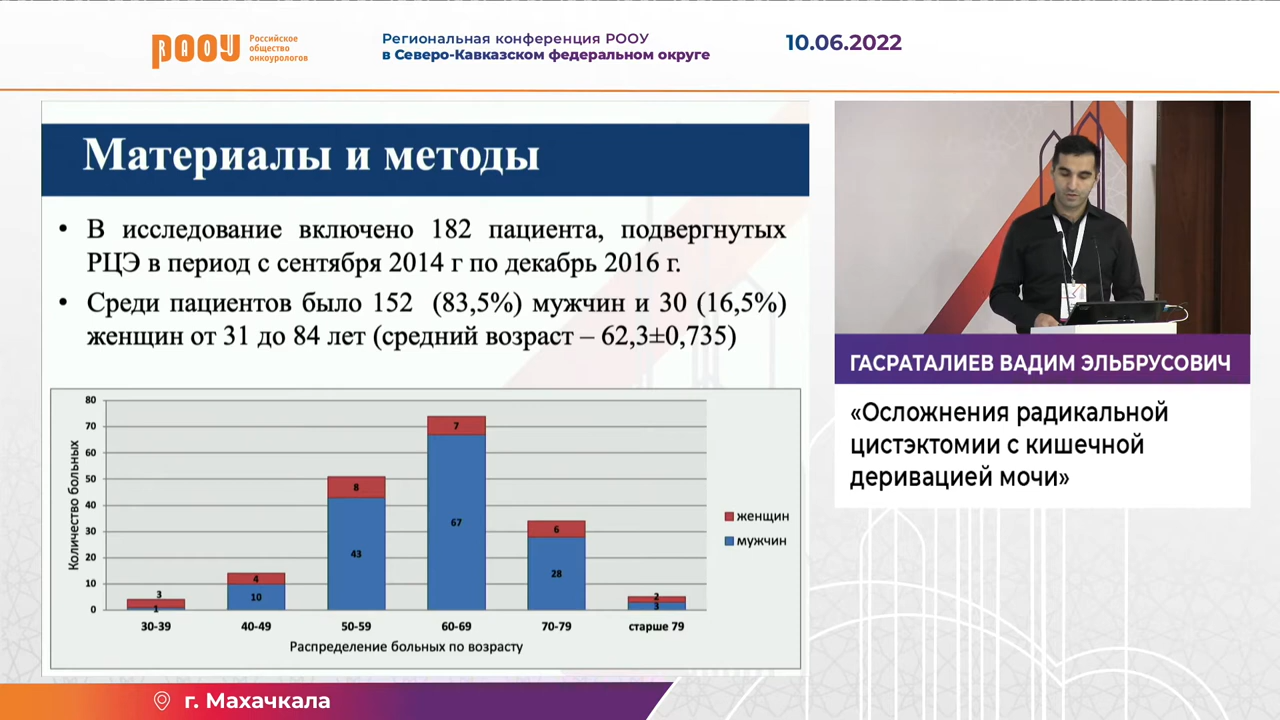 РООУ
RAOU
Российское
общество
онкоурологов
Региональная конференция РООУ
в Северо-Кавказском федеральном округе
10.06.2022
Материалы и методы
• В исследование включено 182 пациента, подвергнутых
РЦЭ в период с сентября 2014 г по декабрь 2016 г.
• Среди пациентов было 152 (83,5%) мужчин и 30 (16,5%)
женщин от 31 до 84 лет (средний возраст – 62,3±0,735)
Количество больных
80
70
60
50
40
30
20
10
0
3
1
4
10
8
43
7
67
6
28
2
3
30-39
40-49
50-59
60-69
70-79
старше 79
Распределение больных по возрасту
женщин
мужчин
ГАСРАТАЛИЕВ ВАДИМ ЭЛЬБРУСОВИЧ
«Осложнения радикальной
цистэктомии с кишечной
деривацией мочи»
г. Махачкала